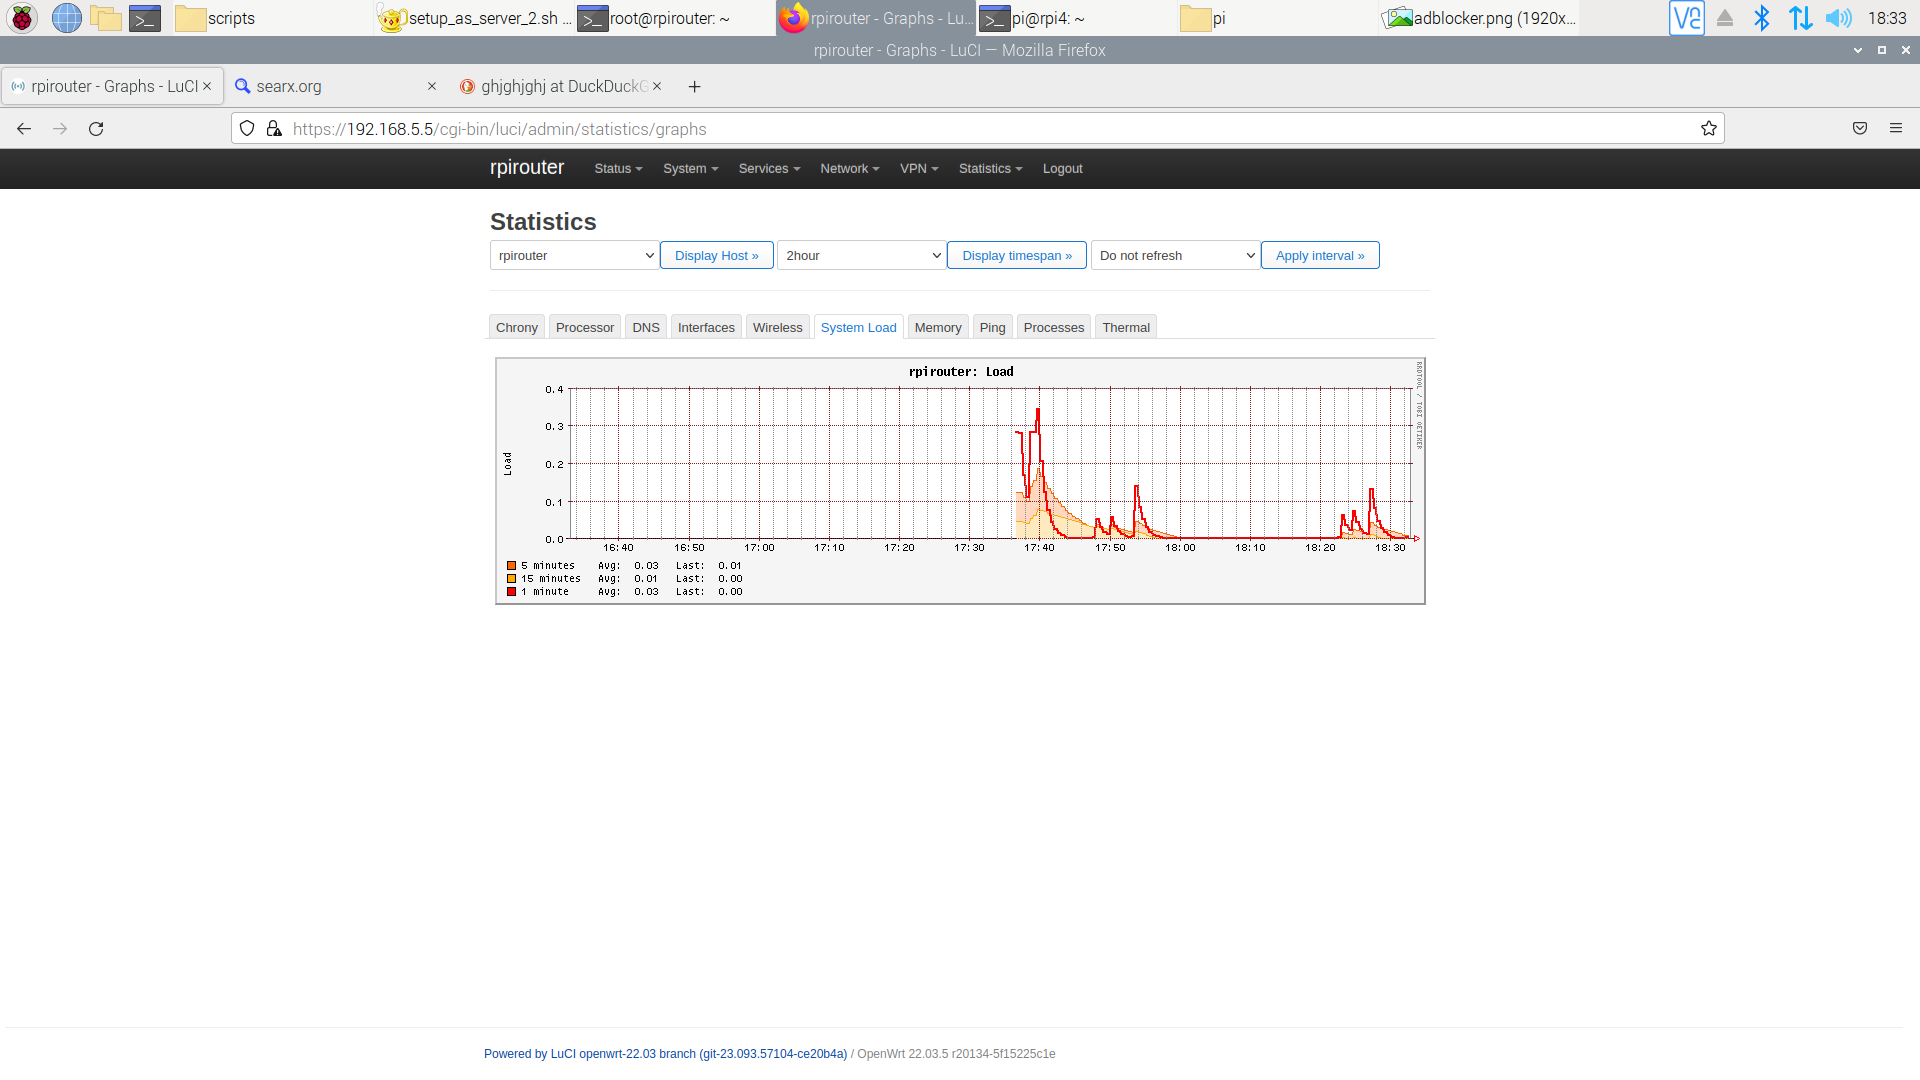 scripts
setup_as_server_2.sh ...
root@rpirouter: ~
rpirouter - Graphs - Lu...
pi@rpi4: ~
pi
adblocker.png (1920x...
18:33
rpirouter - Graphs - LuCI — Mozilla Firefox
rpirouter - Graphs - LuCI
searx.org
ghjghjghj at DuckDuckG
https://192.168.5.5/cgi-bin/luci/admin/statistics/graphs
rpirouter Status System Services Network VPN Statistics Logout
Statistics
rpirouter Display Host » 2hour Display timespan » Do not refresh Apply interval »
Chrony Processor DNS Interfaces Wireless System Load Memory Ping Processes Thermal
rpirouter: Load
RRDTOOL / TOBI OETIKER
Load
0.4
0.3
0.2
0.1
0.0
16:40 16:50 17:00 17:10 17:20 17:30 17:40 17:50 18:00 18:10 18:20 18:30
5 minutes Avg: 0.03 Last: 0.01
15 minutes Avg: 0.01 Last: 0.00
1 minute Avg: 0.03 Last: 0.00
Powered by LuCI openwrt-22.03 branch (git-23.093.57104-ce20b4a) / OpenWrt 22.03.5 r20134-5f15225c1e